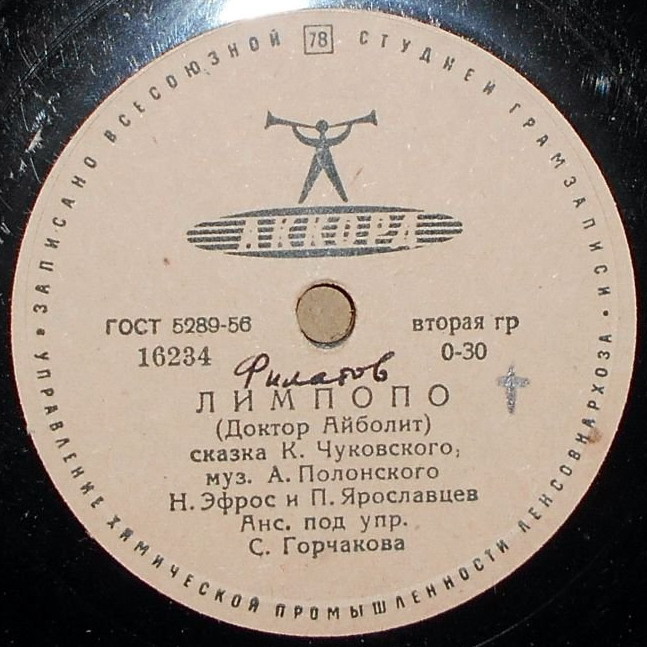 ЗАПИСАНО ВСЕСОЮЗНОЙ 78 СТУДИЕЙ ГРАМЗАПИСИ
АККОРД
ГОСТ 5289-56
вторая гр
16234
0-30
Филатов
ЛИМПОПО
(Доктор Айболит)
сказка К. Чуковского,
муз. А. Полонского
Н. Эфрос и П. Ярославцев
Анс. под упр.
С. Горчакова
УПРАВЛЕНИЕ ХИМИЧЕСКОЙ ПРОМЫШЛЕННОСТИ ЛЕНСОВНАРХОЗА